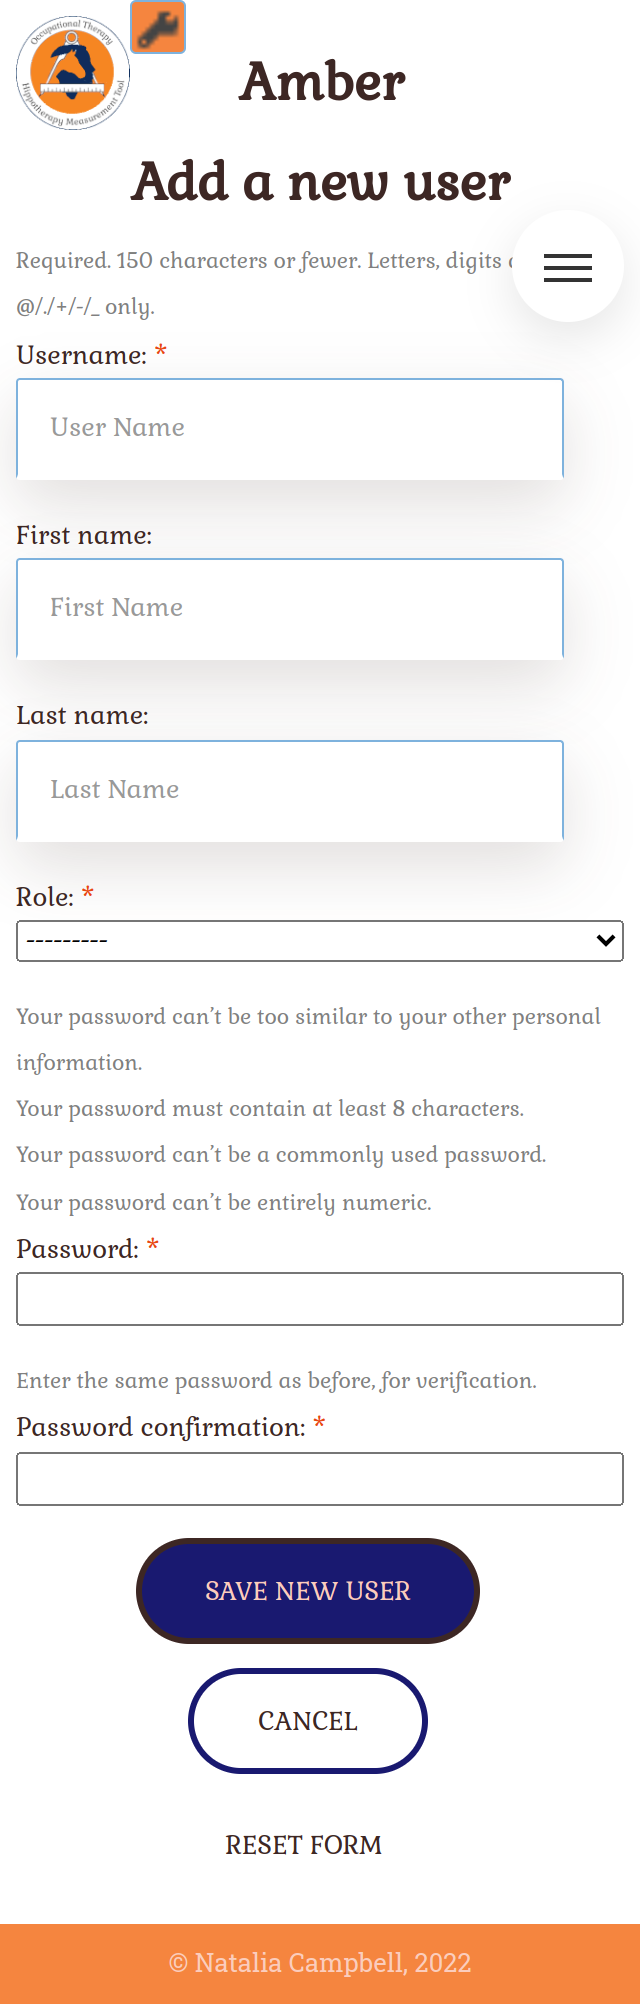 Occupational Therapy
Hippotherapy Measurement Tool
Amber
Add a new user
Required. 150 characters or fewer. Letters, digits
@/./+/-/_ only.
Username: *
User Name
First name:
First Name
Last name:
Last Name
Role: *
---------
Your password can't be too similar to your other personal
information.
Your password must contain at least 8 characters.
Your password can't be a commonly used password.
Your password can't be entirely numeric.
Password: *
Enter the same password as before, for verification.
Password confirmation: *
SAVE NEW USER
CANCEL
RESET FORM
© Natalia Campbell, 2022